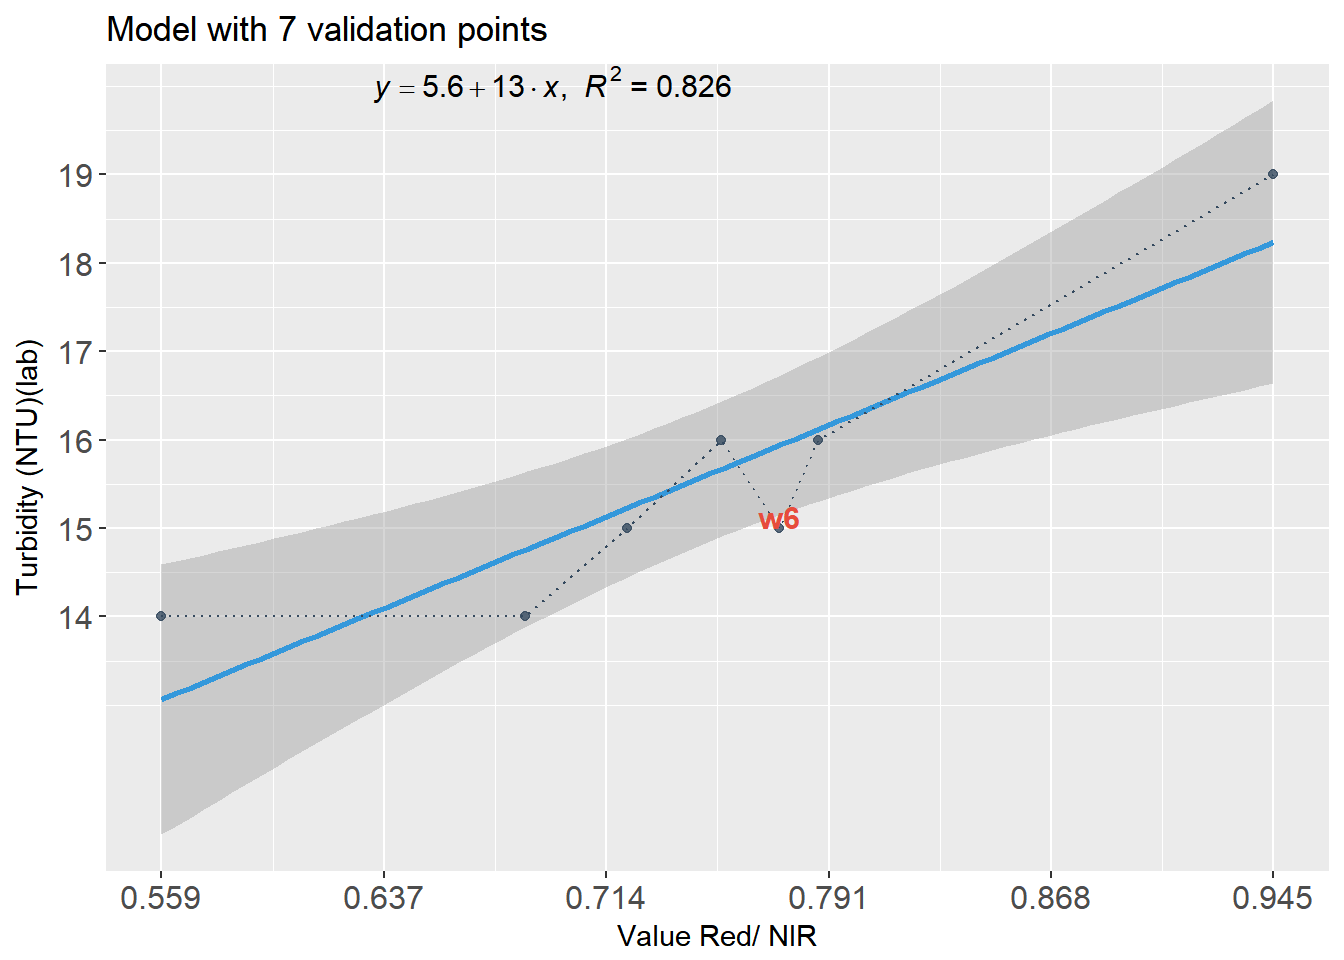 Model with 7 validation points
y = 5.6 + 13 · x, R² = 0.826
Turbidity (NTU)(lab)
19
18
17
16
15
14
w6
0.559 0.637 0.714 0.791 0.868 0.945
Value Red/ NIR